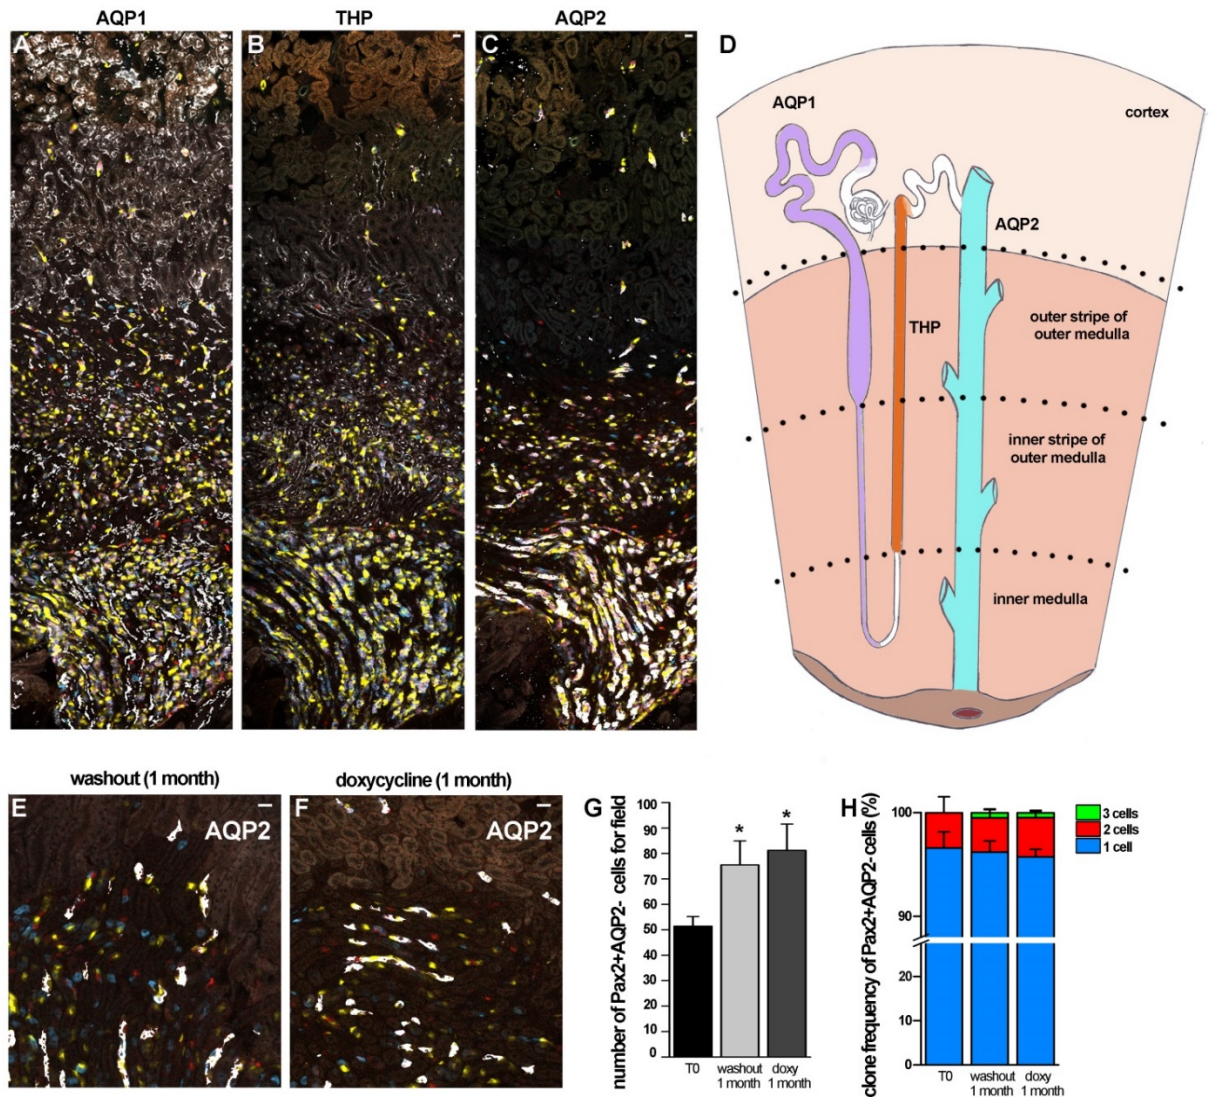 AQP1
THP
AQP2
A
B
C
D
AQP1
cortex
AQP2
THP
outer stripe of
outer medulla
inner stripe of
outer medulla
inner medulla
washout (1 month)
doxycycline (1 month)
E
AQP2
F
AQP2
G
number of Pax2+AQP2- cells for field
100
90
80
70
60
50
40
30
20
10
0
*
*
T0
washout
1 month
doxy
1 month
H
clone frequency of Pax2+AQP2- cells (%)
100
90
20
10
0
3 cells
2 cells
1 cell
T0
washout
1 month
doxy
1 month